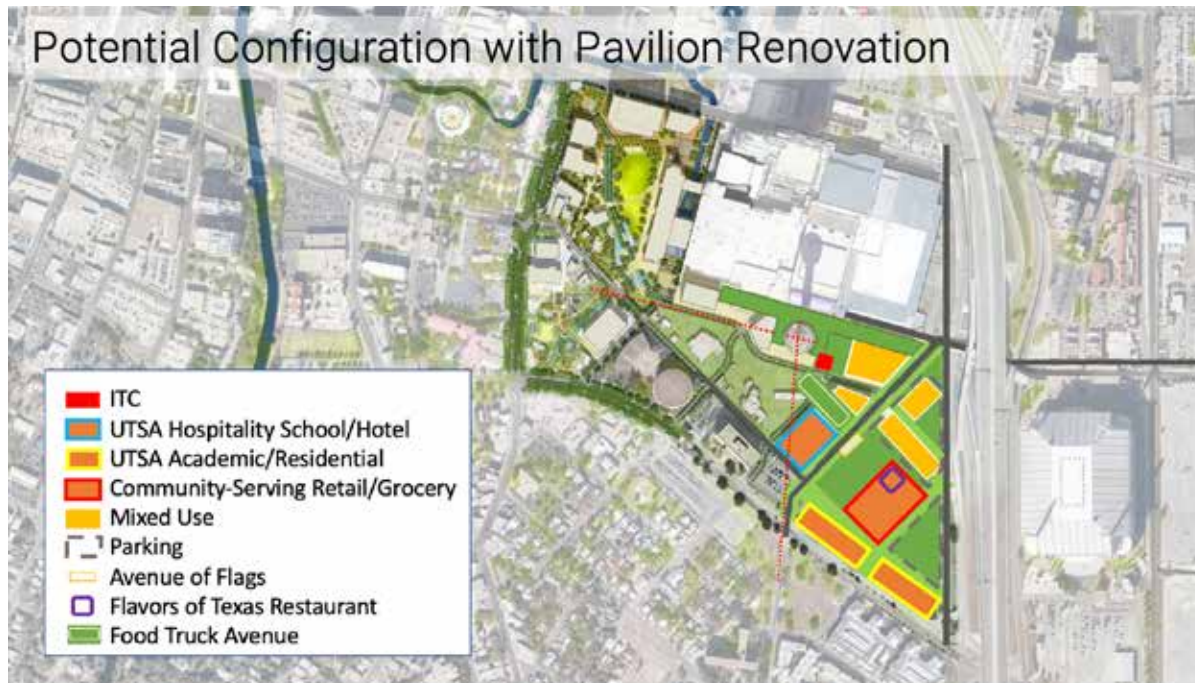 Potential Configuration with Pavilion Renovation
ITC
UTSA Hospitality School/Hotel
UTSA Academic/Residential
Community-Serving Retail/Grocery
Mixed Use
Parking
Avenue of Flags
Flavors of Texas Restaurant
Food Truck Avenue